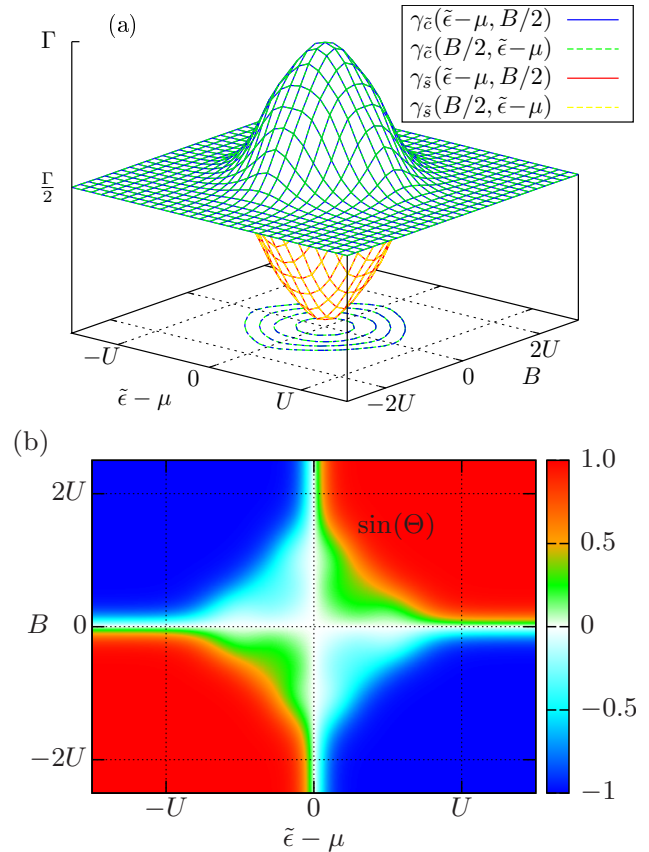 (a)
γ_c̃(ϵ̃−μ, B/2)
γ_c̃(B/2, ϵ̃−μ)
γ_s̃(ϵ̃−μ, B/2)
γ_s̃(B/2, ϵ̃−μ)
Γ
Γ/2
−U
0
U
ϵ̃ − μ
−2U
0
2U
B
(b)
2U
B 0
−2U
sin(Θ)
−U 0 U
ϵ̃ − μ
1.0
0.5
0
−0.5
−1